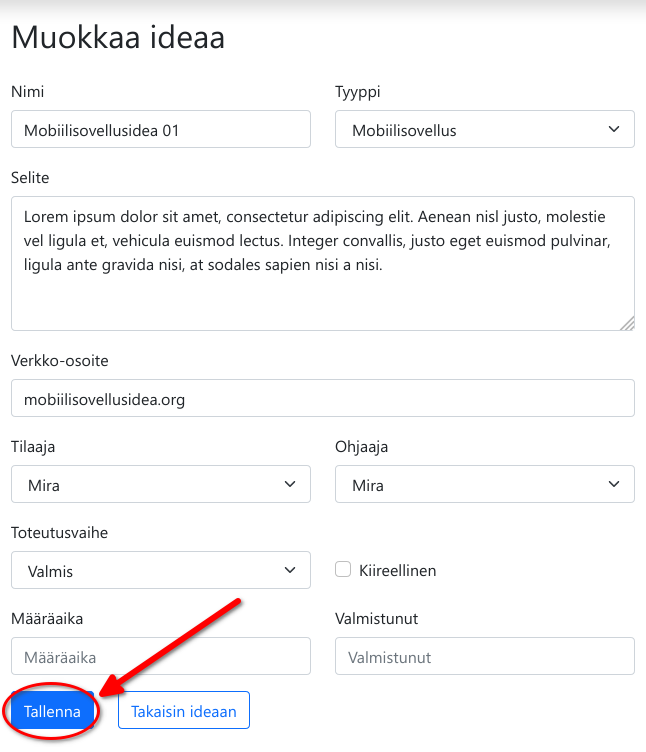 Muokkaa ideaa
Nimi
Tyyppi
Mobiilisovellusidea 01
Mobiilisovellus
Selite
Lorem ipsum dolor sit amet, consectetur adipiscing elit. Aenean nisl justo, molestie
vel ligula et, vehicula euismod lectus. Integer convallis, justo eget euismod pulvinar,
ligula ante gravida nisi, at sodales sapien nisi a nisi.
Verkko-osoite
mobiilisovellusidea.org
Tilaaja
Ohjaaja
Mira
Mira
Toteutusvaihe
Valmis
Kiireellinen
Määräaika
Valmistunut
Määräaika
Valmistunut
Tallenna
Takaisin ideaan